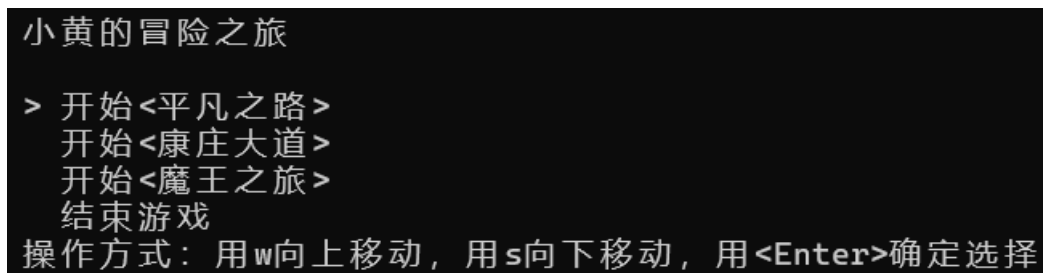 小黄的冒险之旅
> 开始<平凡之路>
开始<康庄大道>
开始<魔王之旅>
结束游戏
操作方式：用w向上移动，用s向下移动，用<Enter>确定选择